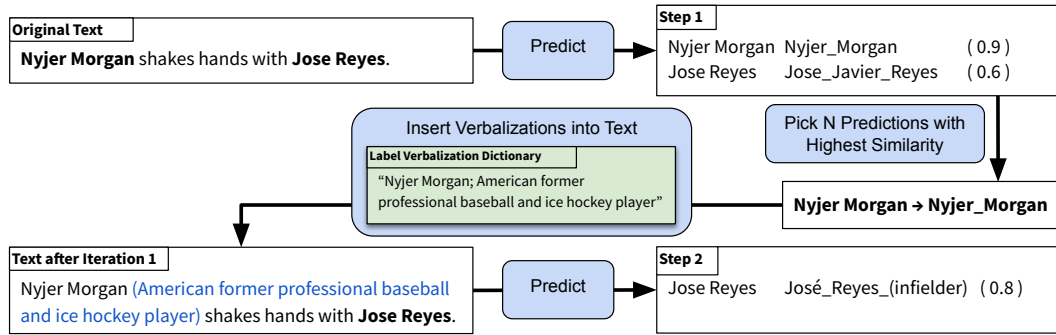 Original Text
Nyjer Morgan shakes hands with Jose Reyes.
Predict
Step 1
Nyjer Morgan Nyjer_Morgan ( 0.9 )
Jose Reyes Jose_Javier_Reyes ( 0.6 )
Pick N Predictions with
Highest Similarity
Nyjer Morgan → Nyjer_Morgan
Insert Verbalizations into Text
Label Verbalization Dictionary
“Nyjer Morgan; American former
professional baseball and ice hockey player”
Text after Iteration 1
Nyjer Morgan (American former professional baseball
and ice hockey player) shakes hands with Jose Reyes.
Predict
Step 2
Jose Reyes José_Reyes_(infielder) ( 0.8 )